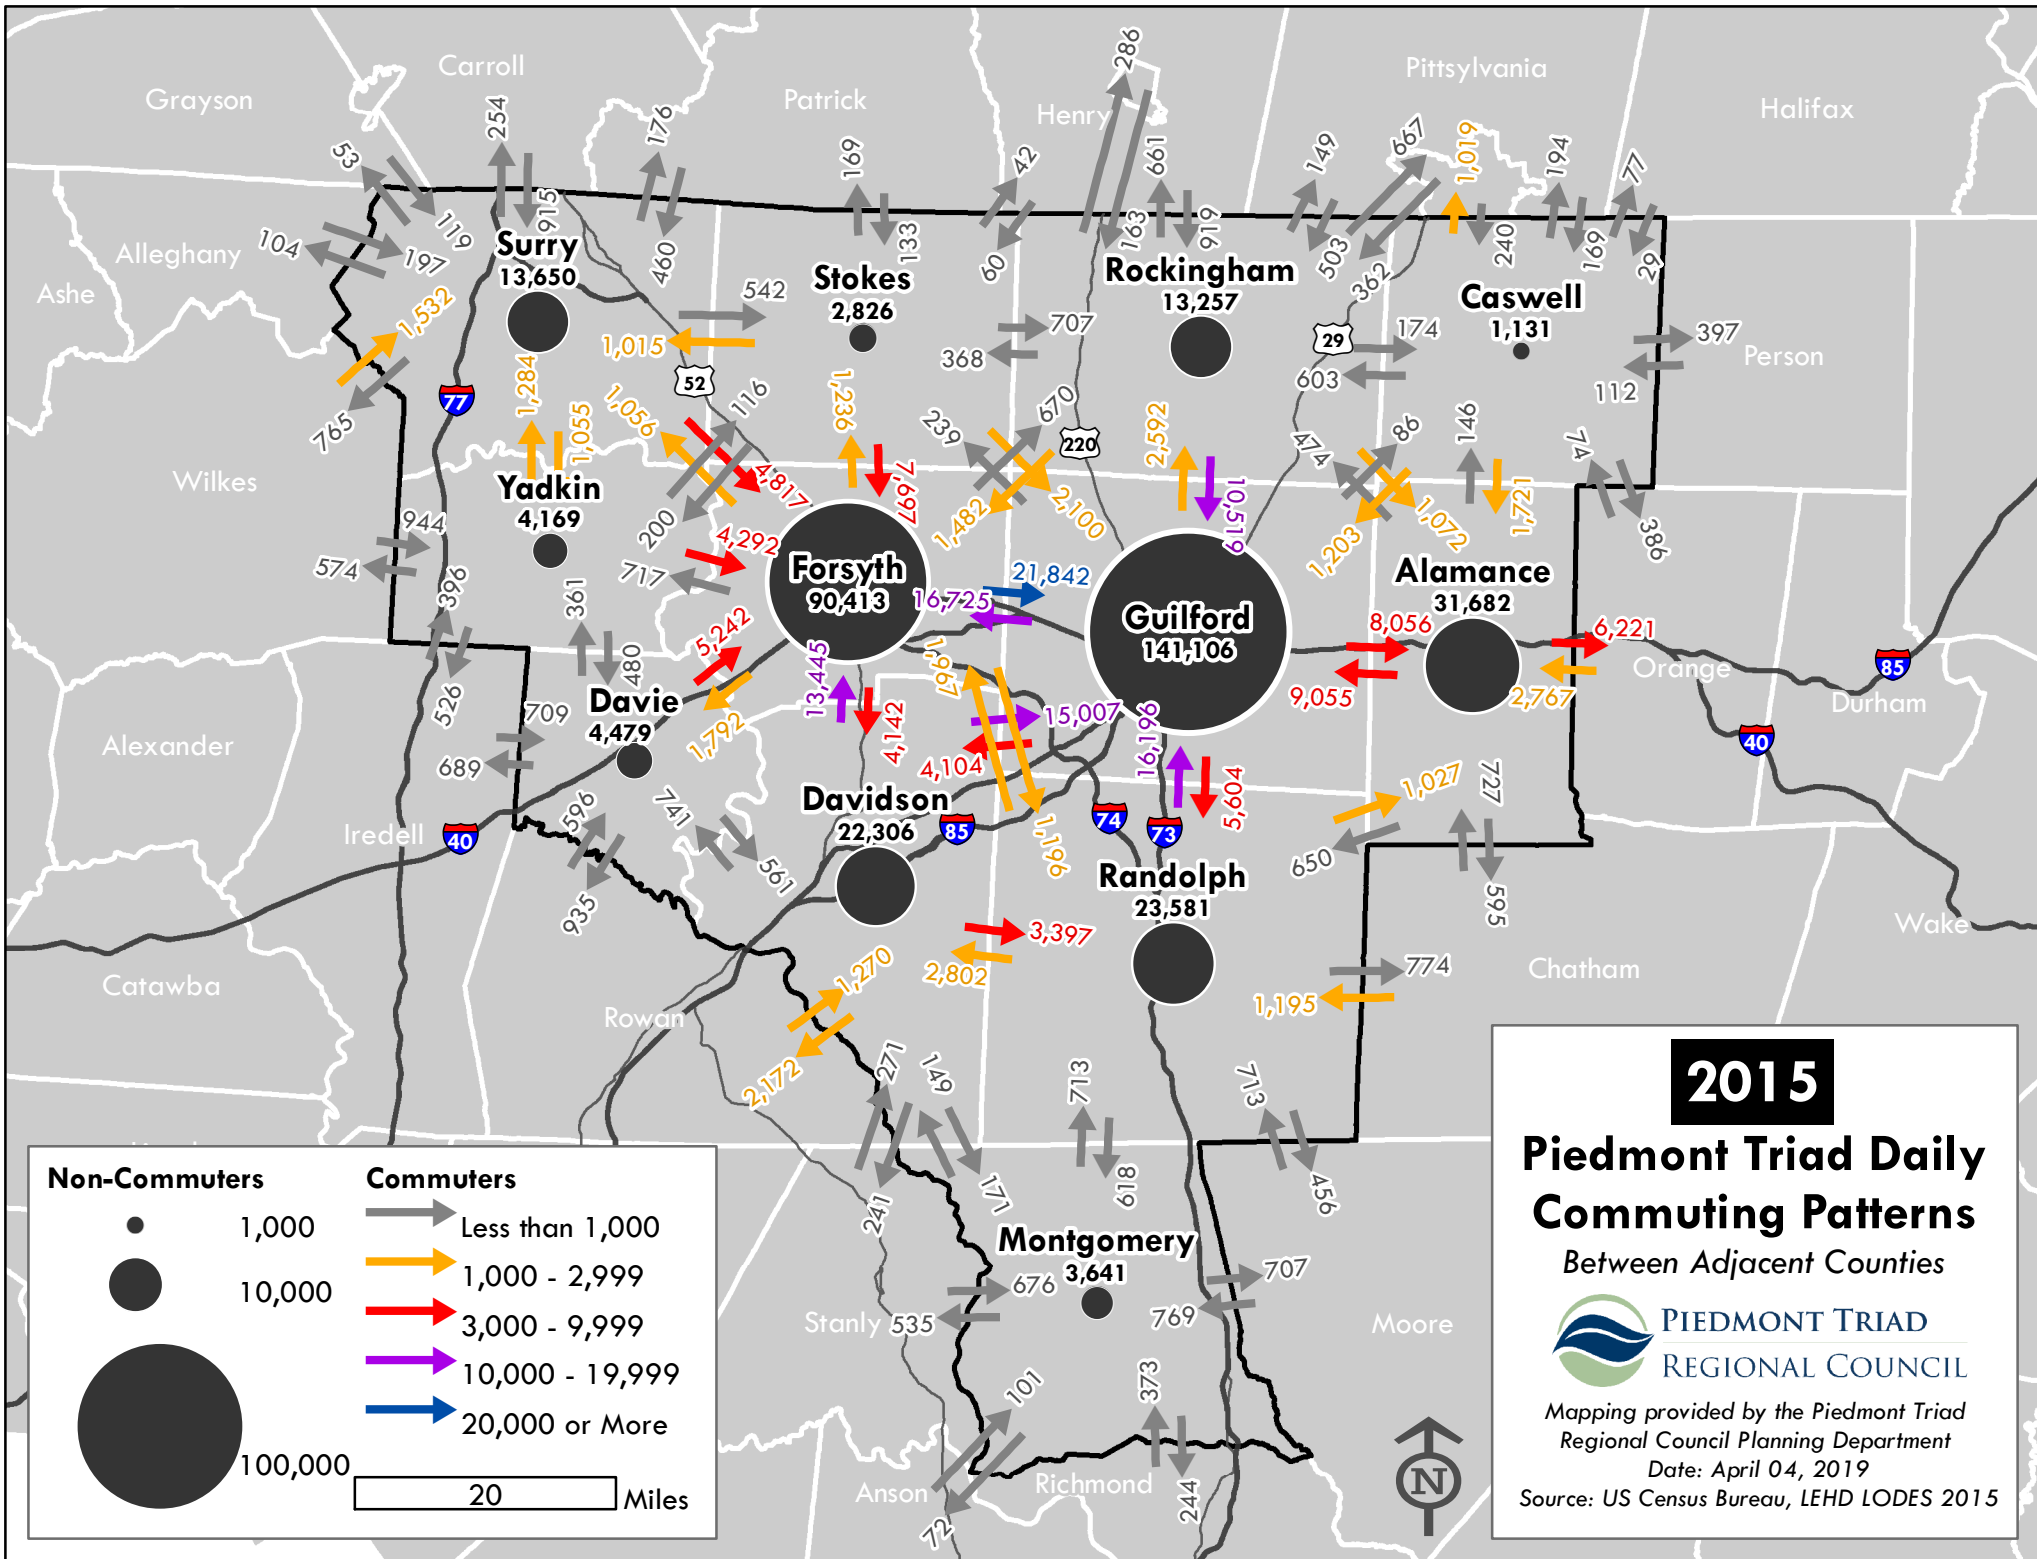 286
Carroll
Pittsylvania
Grayson
Patrick
Henry
Halifax
254
176
169
42
661
149
667
1,019
194
77
53
119
915
460
133
60
163
919
503
362
240
169
29
104
197
Alleghany
Ashe
Surry
13,650
Stokes
2,826
Rockingham
13,257
Caswell
1,131
1,532
765
542
1,015
707
368
29
174
603
397
112
Person
77
52
220
1,284
1,055
1,056
116
4,817
200
1,236
7,697
239
670
1,482
2,100
2,592
10,519
474
86
1,203
1,072
146
1,721
74
386
Wilkes
Yadkin
4,169
944
574
4,292
717
Forsyth
90,413
21,842
16,725
Guilford
141,106
Alamance
31,682
8,056
9,055
6,221
2,767
Orange
85
Durham
40
396
526
361
480
5,242
1,792
13,445
4,142
1,967
1,196
15,007
4,104
16,196
5,604
Alexander
709
689
Davie
4,479
Iredell
40
596
935
741
561
Davidson
22,306
85
74
73
1,027
650
727
595
Randolph
23,581
3,397
2,802
Wake
Catawba
Rowan
1,270
2,172
774
1,195
Chatham
271
241
149
171
713
618
713
456
Montgomery
3,641
676
535
Stanly
707
769
Moore
101
72
373
244
Anson
Richmond
N
Non-Commuters
1,000
10,000
100,000
Commuters
Less than 1,000
1,000 - 2,999
3,000 - 9,999
10,000 - 19,999
20,000 or More
20
Miles
2015
Piedmont Triad Daily
Commuting Patterns
Between Adjacent Counties
PIEDMONT TRIAD
REGIONAL COUNCIL
Mapping provided by the Piedmont Triad
Regional Council Planning Department
Date: April 04, 2019
Source: US Census Bureau, LEHD LODES 2015